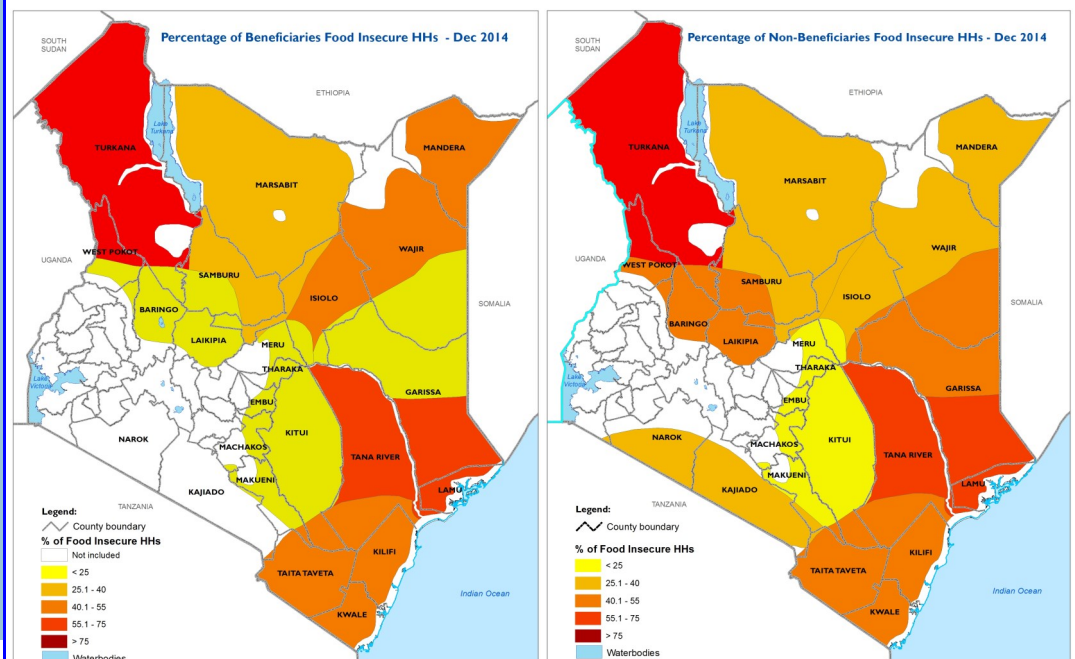 Percentage of Beneficiaries Food Insecure HHs - Dec 2014
SOUTH
SUDAN
ETHIOPIA
Lake
Turkana
TURKANA
MANDERA
MARSABIT
WEST POKOT
UGANDA
WAJIR
SAMBURU
ISIOLO
SOMALIA
BARINGO
LAIKIPIA
MERU
THARAKA
GARISSA
Lake
Victoria
EMBU
KITUI
NAROK
MACHAKOS
TANA RIVER
MAKUENI
KAJIADO
LAMU
TANZANIA
KILIFI
TAITA TAVETA
KWALE
Indian Ocean
Legend:
County boundary
% of Food Insecure HHs
Not included
< 25
25.1 - 40
40.1 - 55
55.1 - 75
> 75
Waterbodies
Percentage of Non-Beneficiaries Food Insecure HHs - Dec 2014
SOUTH
SUDAN
ETHIOPIA
Lake
Turkana
TURKANA
MANDERA
MARSABIT
WAJIR
UGANDA
WEST POKOT
SAMBURU
ISIOLO
SOMALIA
BARINGO
LAIKIPIA
MERU
THARAKA
Lake
Victoria
GARISSA
EMBU
NAROK
MACHAKOS
KITUI
TANA RIVER
MAKUENI
KAJIADO
LAMU
TANZANIA
KILIFI
TAITA TAVETA
KWALE
Indian Ocean
Legend:
County boundary
% of Food Insecure HHs
< 25
25.1 - 40
40.1 - 55
55.1 - 75
> 75
Waterbodies